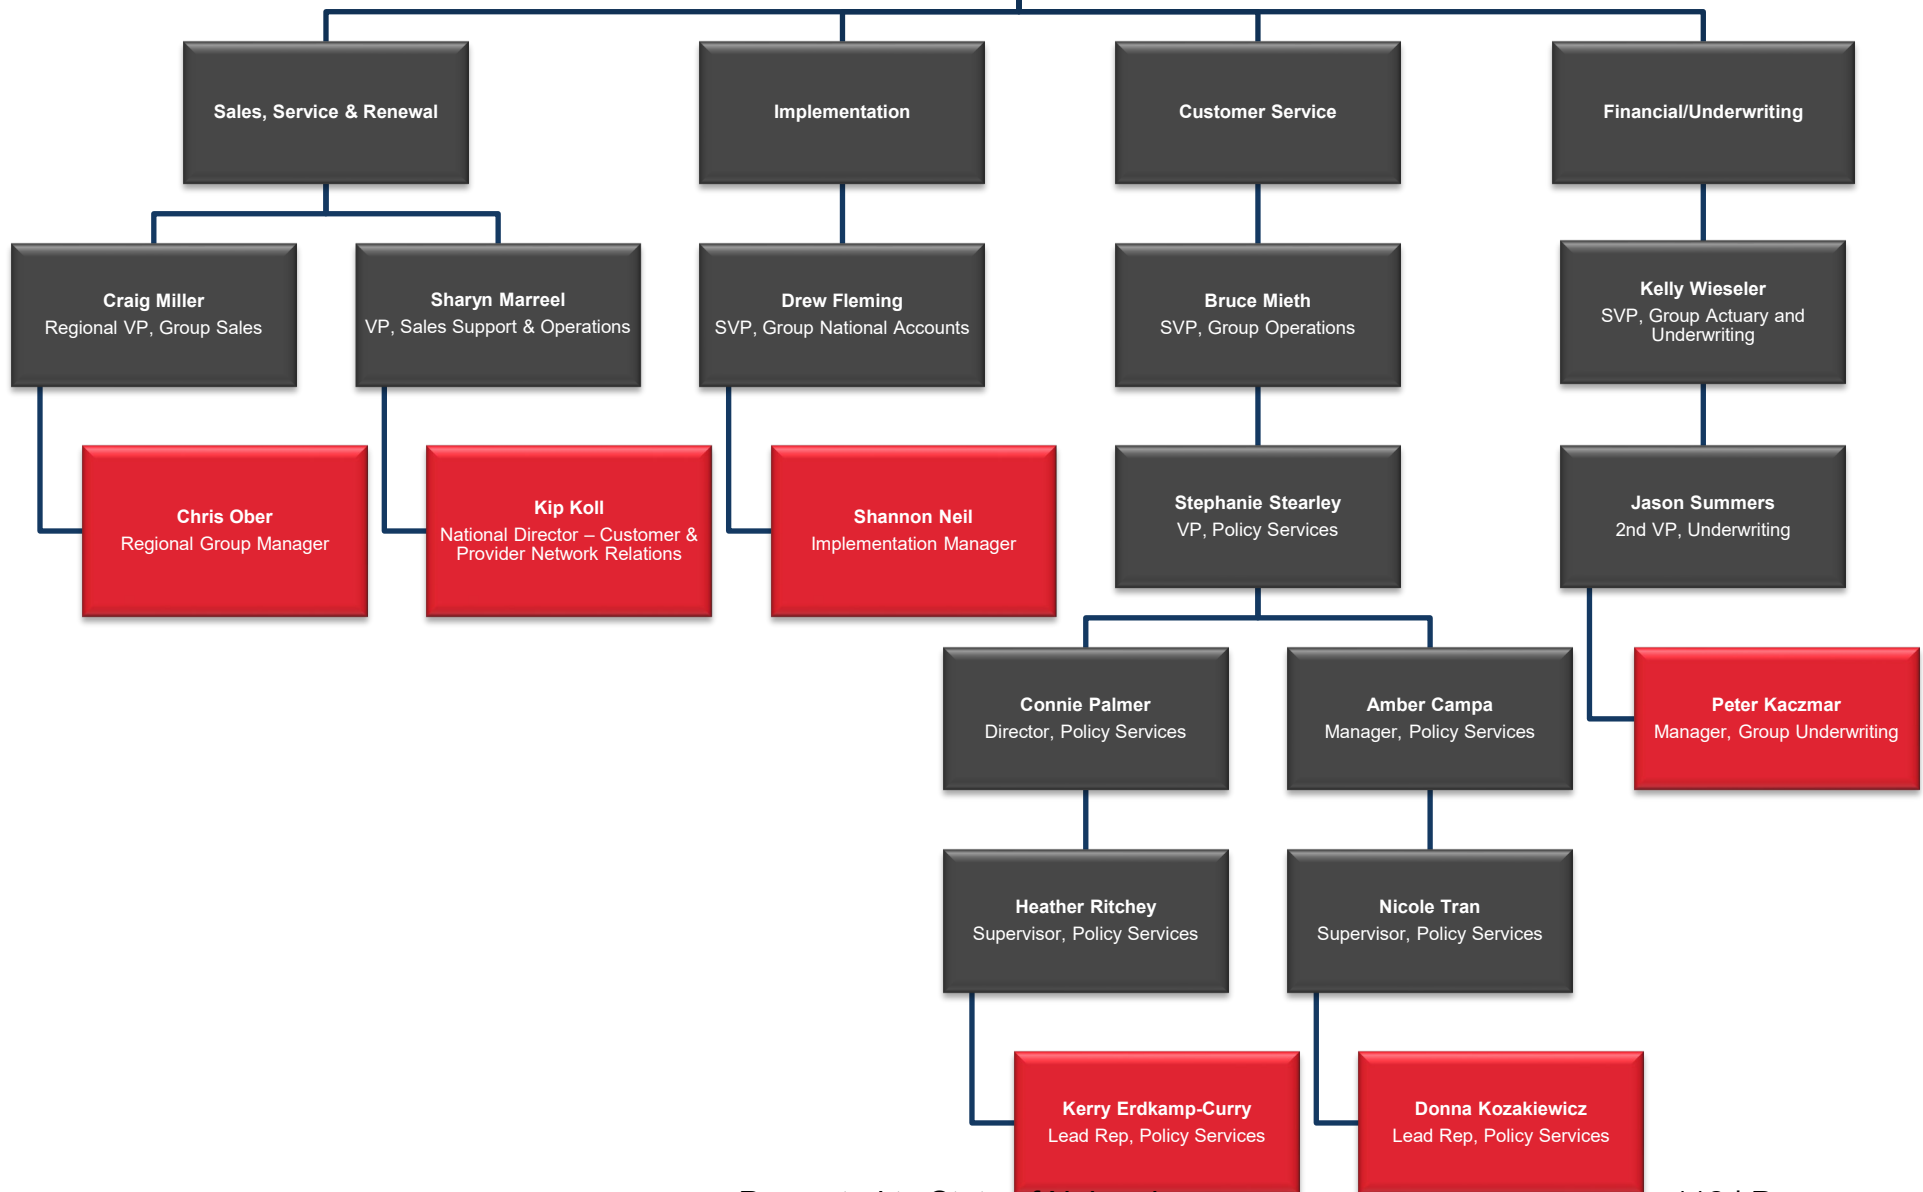 Sales, Service & Renewal
Implementation
Customer Service
Financial/Underwriting
Craig Miller
Regional VP, Group Sales
Sharyn Marreel
VP, Sales Support & Operations
Drew Fleming
SVP, Group National Accounts
Bruce Mieth
SVP, Group Operations
Kelly Wieseler
SVP, Group Actuary and
Underwriting
Chris Ober
Regional Group Manager
Kip Koll
National Director – Customer &
Provider Network Relations
Shannon Neil
Implementation Manager
Stephanie Stearley
VP, Policy Services
Jason Summers
2nd VP, Underwriting
Connie Palmer
Director, Policy Services
Amber Campa
Manager, Policy Services
Peter Kaczmar
Manager, Group Underwriting
Heather Ritchey
Supervisor, Policy Services
Nicole Tran
Supervisor, Policy Services
Kerry Erdkamp-Curry
Lead Rep, Policy Services
Donna Kozakiewicz
Lead Rep, Policy Services